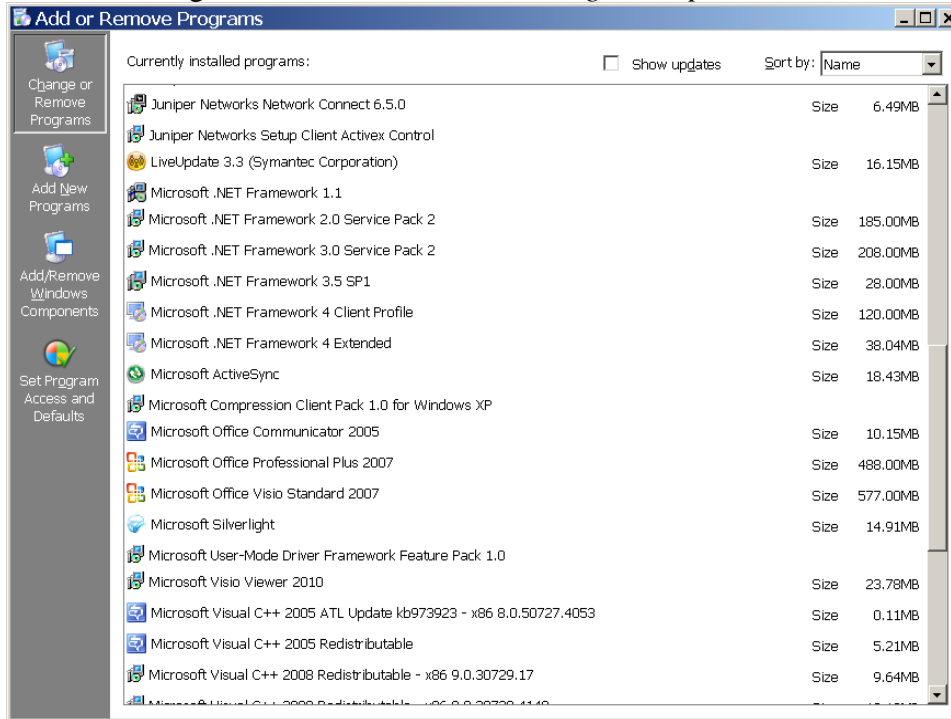 Add or Remove Programs
Change or
Remove
Programs
Add New
Programs
Add/Remove
Windows
Components
Set Program
Access and
Defaults
Currently installed programs:
Show updates
Sort by: Name
Juniper Networks Network Connect 6.5.0 Size 6.49MB
Juniper Networks Setup Client Activex Control
LiveUpdate 3.3 (Symantec Corporation) Size 16.15MB
Microsoft .NET Framework 1.1
Microsoft .NET Framework 2.0 Service Pack 2 Size 185.00MB
Microsoft .NET Framework 3.0 Service Pack 2 Size 208.00MB
Microsoft .NET Framework 3.5 SP1 Size 28.00MB
Microsoft .NET Framework 4 Client Profile Size 120.00MB
Microsoft .NET Framework 4 Extended Size 38.04MB
Microsoft ActiveSync Size 18.43MB
Microsoft Compression Client Pack 1.0 for Windows XP
Microsoft Office Communicator 2005 Size 10.15MB
Microsoft Office Professional Plus 2007 Size 488.00MB
Microsoft Office Visio Standard 2007 Size 577.00MB
Microsoft Silverlight Size 14.91MB
Microsoft User-Mode Driver Framework Feature Pack 1.0
Microsoft Visio Viewer 2010 Size 23.78MB
Microsoft Visual C++ 2005 ATL Update kb973923 - x86 8.0.50727.4053 Size 0.11MB
Microsoft Visual C++ 2005 Redistributable Size 5.21MB
Microsoft Visual C++ 2008 Redistributable - x86 9.0.30729.17 Size 9.64MB